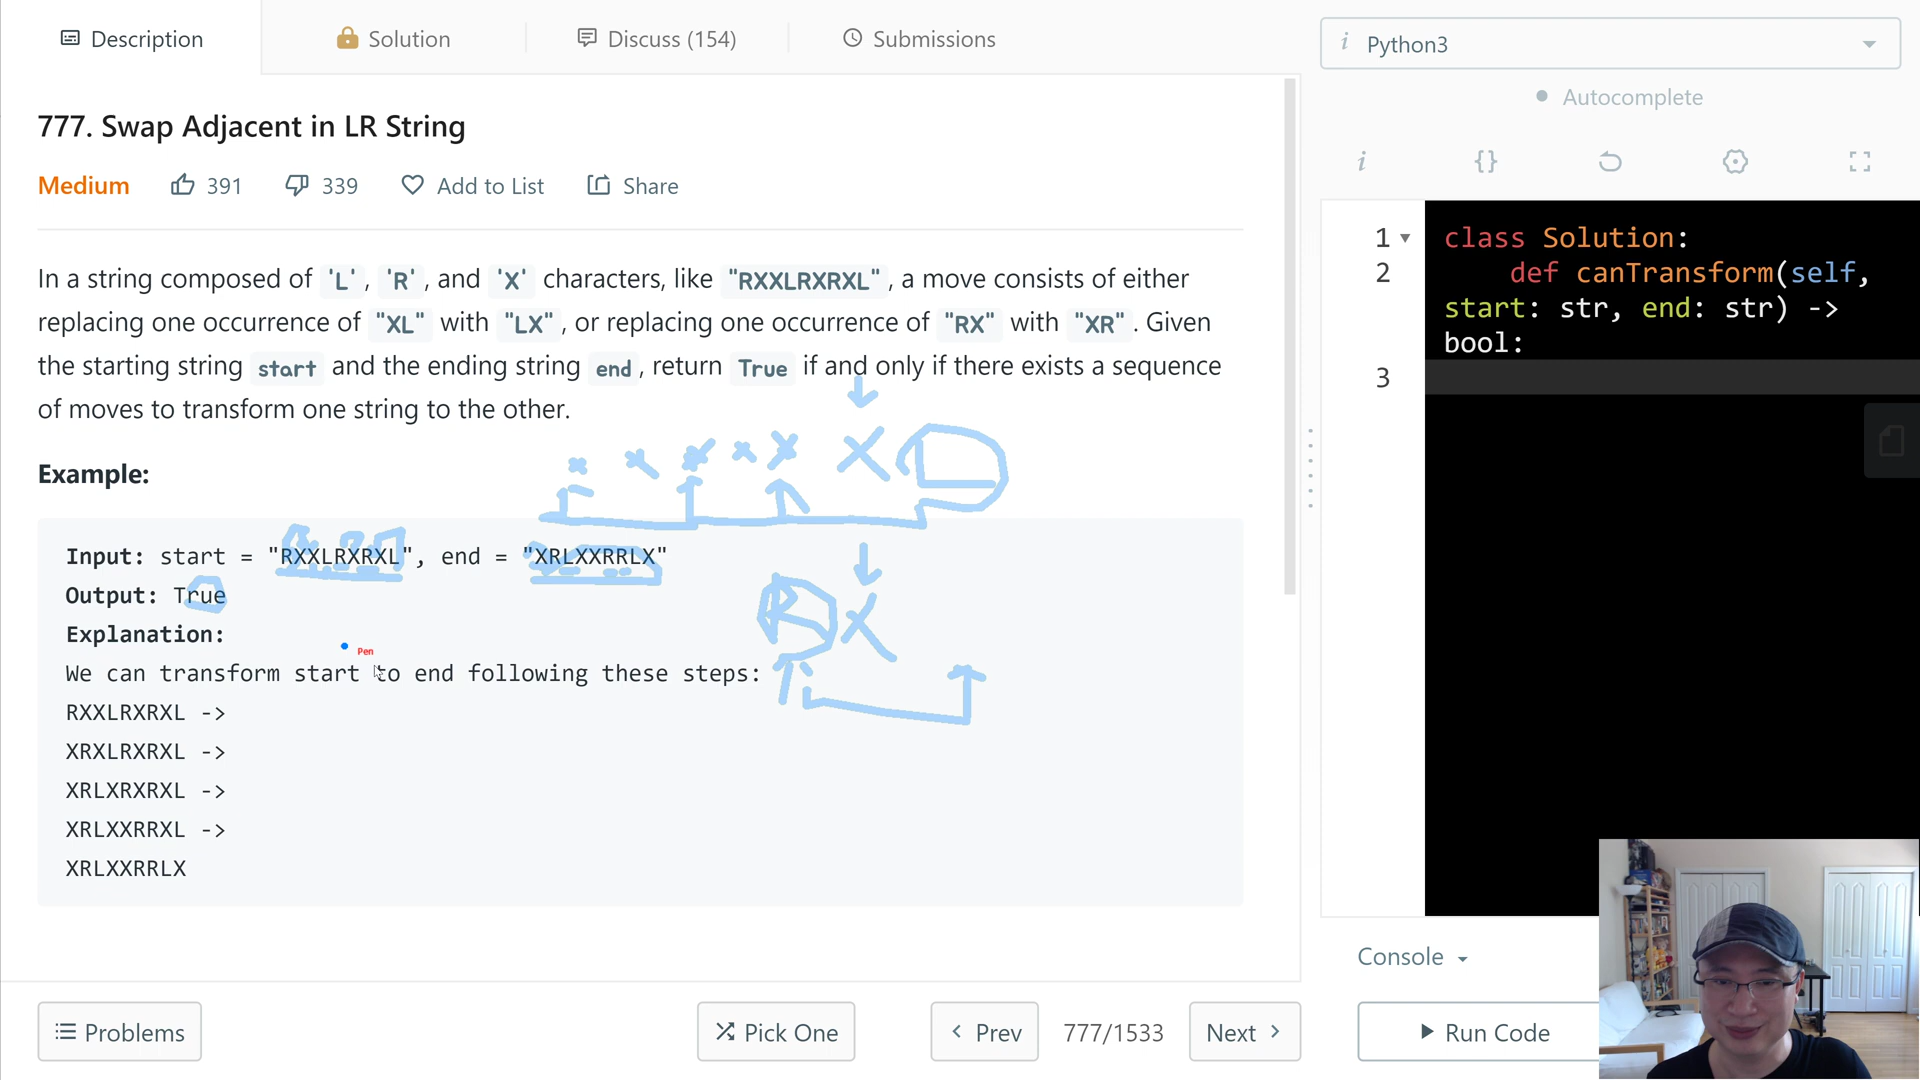 Description
Solution
Discuss (154)
Submissions
777. Swap Adjacent in LR String
Medium
391
339
Add to List
Share
In a string composed of 'L', 'R', and 'X' characters, like "RXXLRXRXL", a move consists of either
replacing one occurrence of "XL" with "LX", or replacing one occurrence of "RX" with "XR". Given
the starting string start and the ending string end, return True if and only if there exists a sequence
of moves to transform one string to the other.
Example:
Input: start = "RXXLRXRXL", end = "XRLXXRRLX"
Output: True
Explanation:
We can transform start to end following these steps:
RXXLRXRXL ->
XRXLRXRXL ->
XRLXRXRXL ->
XRLXXRRXL ->
XRLXXRRLX
X
R X
Pen
Problems
Pick One
Prev
777/1533
Next
i Python3
Autocomplete
i {}
1 class Solution:
2 def canTransform(self,
start: str, end: str) ->
bool:
3
Console
Run Code